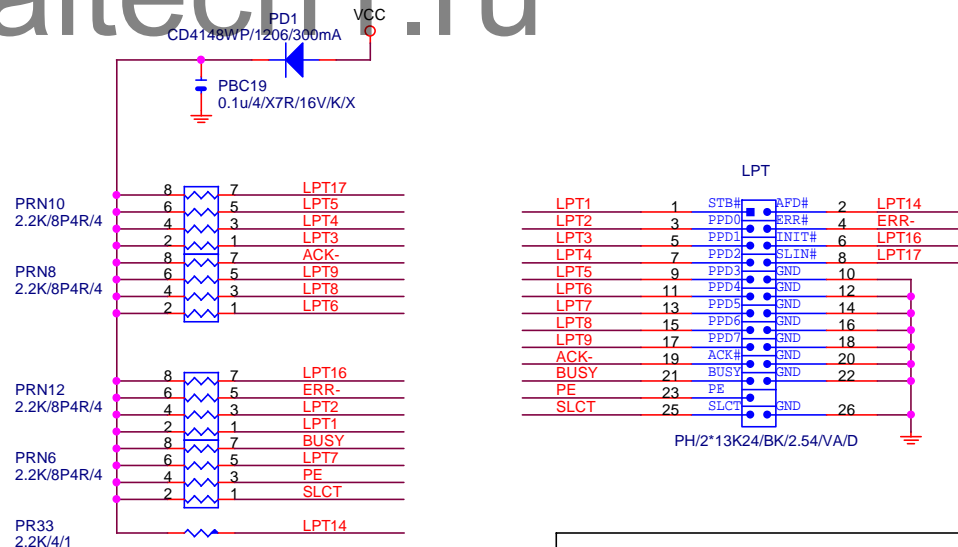 altech1.ru
PD1
CD4148WP/1206/300mA
VCC
PBC19
0.1u/4/X7R/16V/K/X
PRN10
2.2K/8P4R/4
8 7 LPT17
6 5 LPT5
4 3 LPT4
2 1 LPT3
PRN8
2.2K/8P4R/4
8 7 ACK-
6 5 LPT9
4 3 LPT8
2 1 LPT6
PRN12
2.2K/8P4R/4
8 7 LPT16
6 5 ERR-
4 3 LPT2
2 1 LPT1
PRN6
2.2K/8P4R/4
8 7 BUSY
6 5 LPT7
4 3 PE
2 1 SLCT
PR33
2.2K/4/1
LPT14
LPT
LPT1 1 STB# AFD# 2 LPT14
LPT2 3 PPD0 ERR# 4 ERR-
LPT3 5 PPD1 INIT# 6 LPT16
LPT4 7 PPD2 SLIN# 8 LPT17
LPT5 9 PPD3 GND 10
LPT6 11 PPD4 GND 12
LPT7 13 PPD5 GND 14
LPT8 15 PPD6 GND 16
LPT9 17 PPD7 GND 18
ACK- 19 ACK# GND 20
BUSY 21 BUSY GND 22
PE 23 PE
SLCT 25 SLCT GND 26
PH/2*13K24/BK/2.54/VA/D